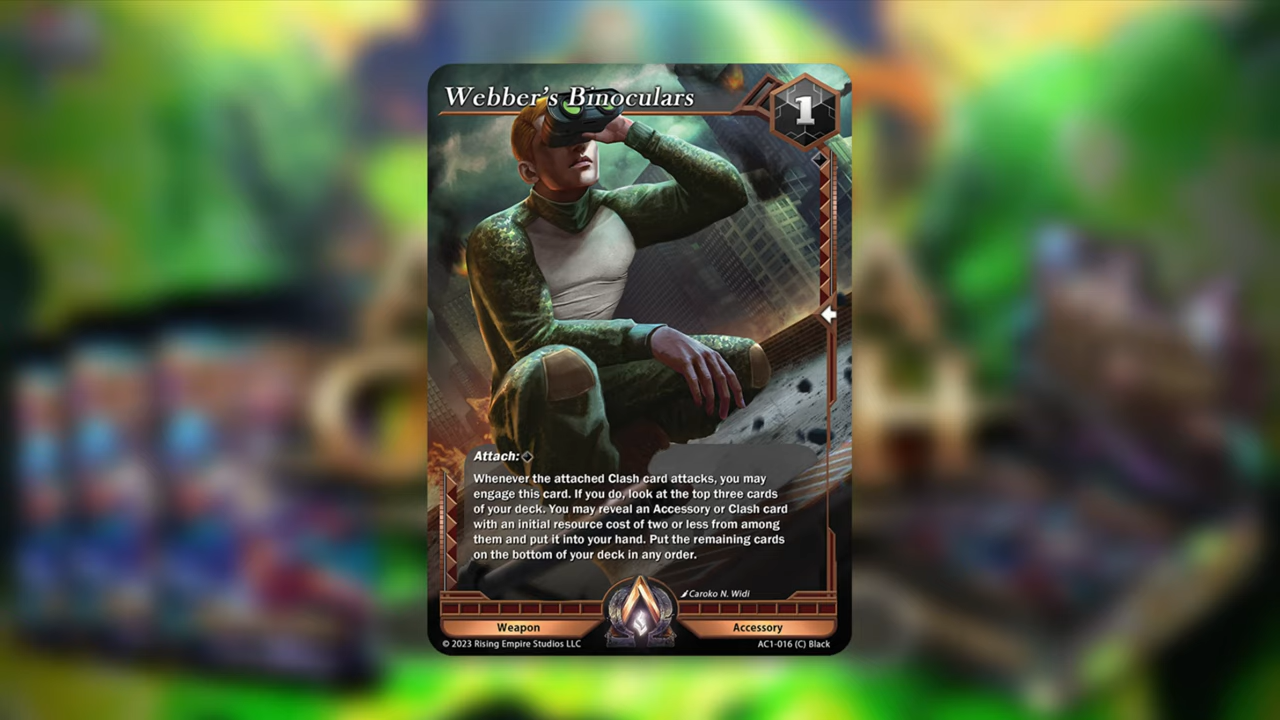 Webber's Binoculars
1
Attach:
Whenever the attached Clash card attacks, you may
engage this card. If you do, look at the top three cards
of your deck. You may reveal an Accessory or Clash card
with an initial resource cost of two or less from among
them and put it into your hand. Put the remaining cards
on the bottom of your deck in any order.
Caroko N. Widi
Weapon
Accessory
© 2023 Rising Empire Studios LLC
AC1-016 (C) Black